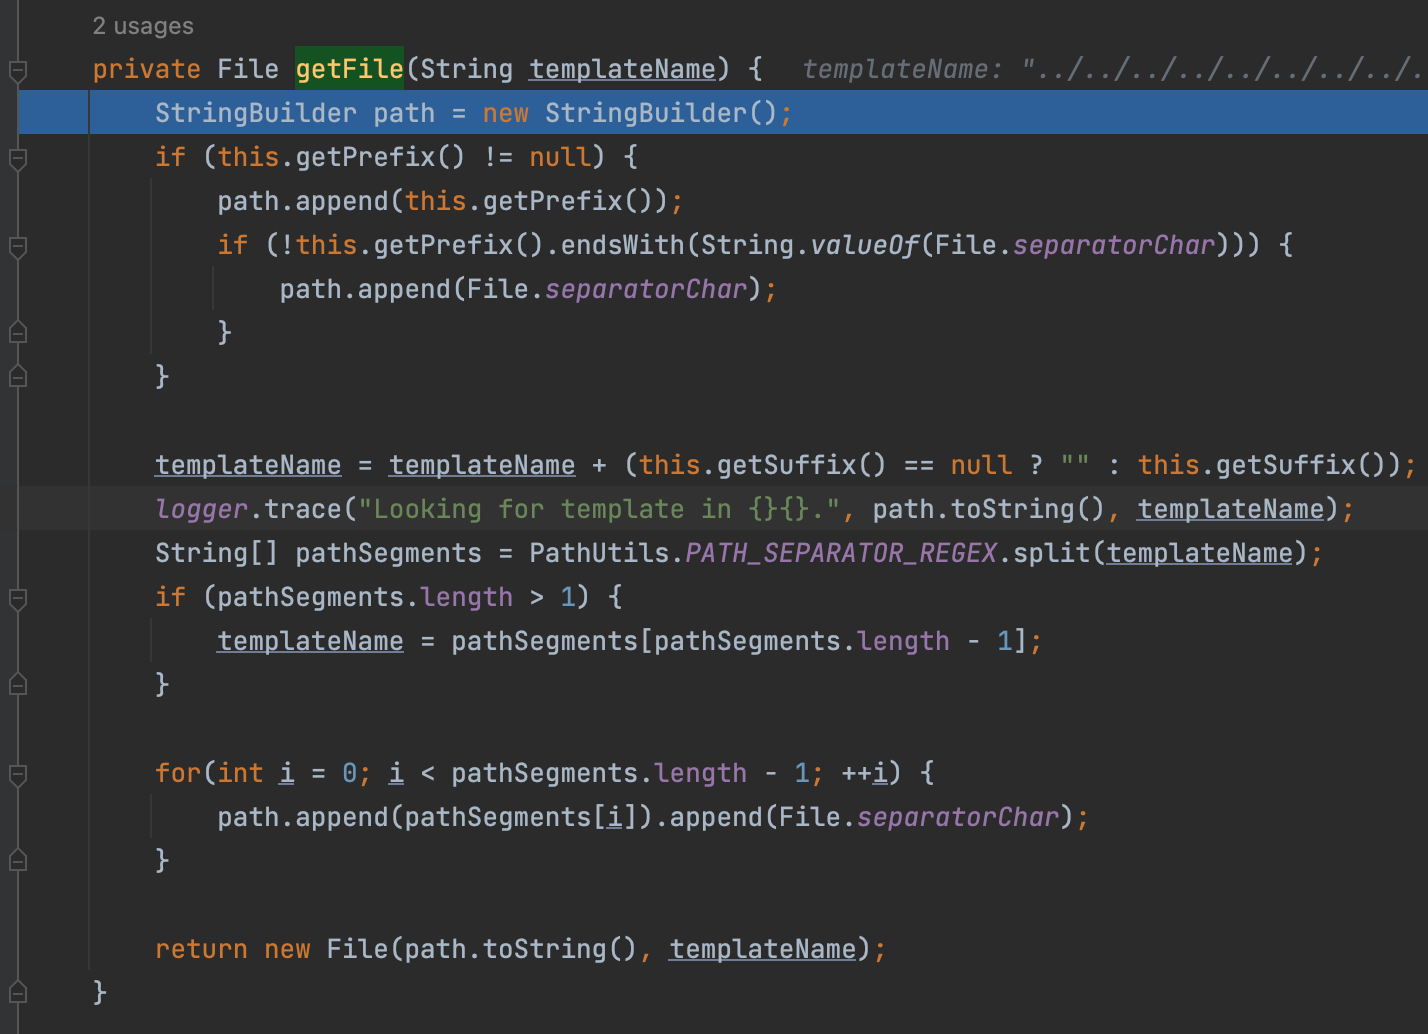 2 usages
private File getFile(String templateName) {   templateName: "../../../../../../../../.
StringBuilder path = new StringBuilder();
if (this.getPrefix() != null) {
path.append(this.getPrefix());
if (!this.getPrefix().endsWith(String.valueOf(File.separatorChar))) {
path.append(File.separatorChar);
}
}
templateName = templateName + (this.getSuffix() == null ? "" : this.getSuffix());
logger.trace("Looking for template in {}{}.", path.toString(), templateName);
String[] pathSegments = PathUtils.PATH_SEPARATOR_REGEX.split(templateName);
if (pathSegments.length > 1) {
templateName = pathSegments[pathSegments.length - 1];
}
for(int i = 0; i < pathSegments.length - 1; ++i) {
path.append(pathSegments[i]).append(File.separatorChar);
}
return new File(path.toString(), templateName);
}